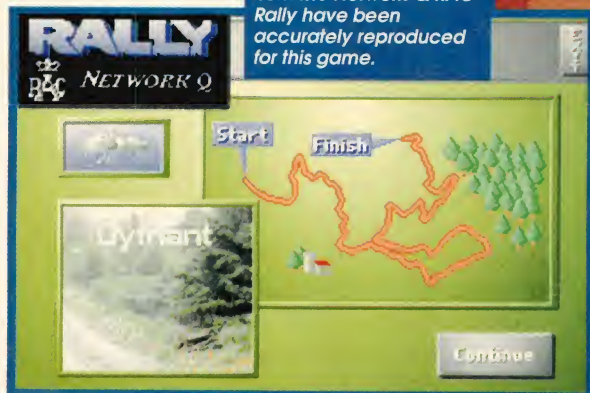 Rally have been
accurately reproduced
for this game.
RALLY
RAC NETWORK Q
Start
Finish
Dyfnant
Continue